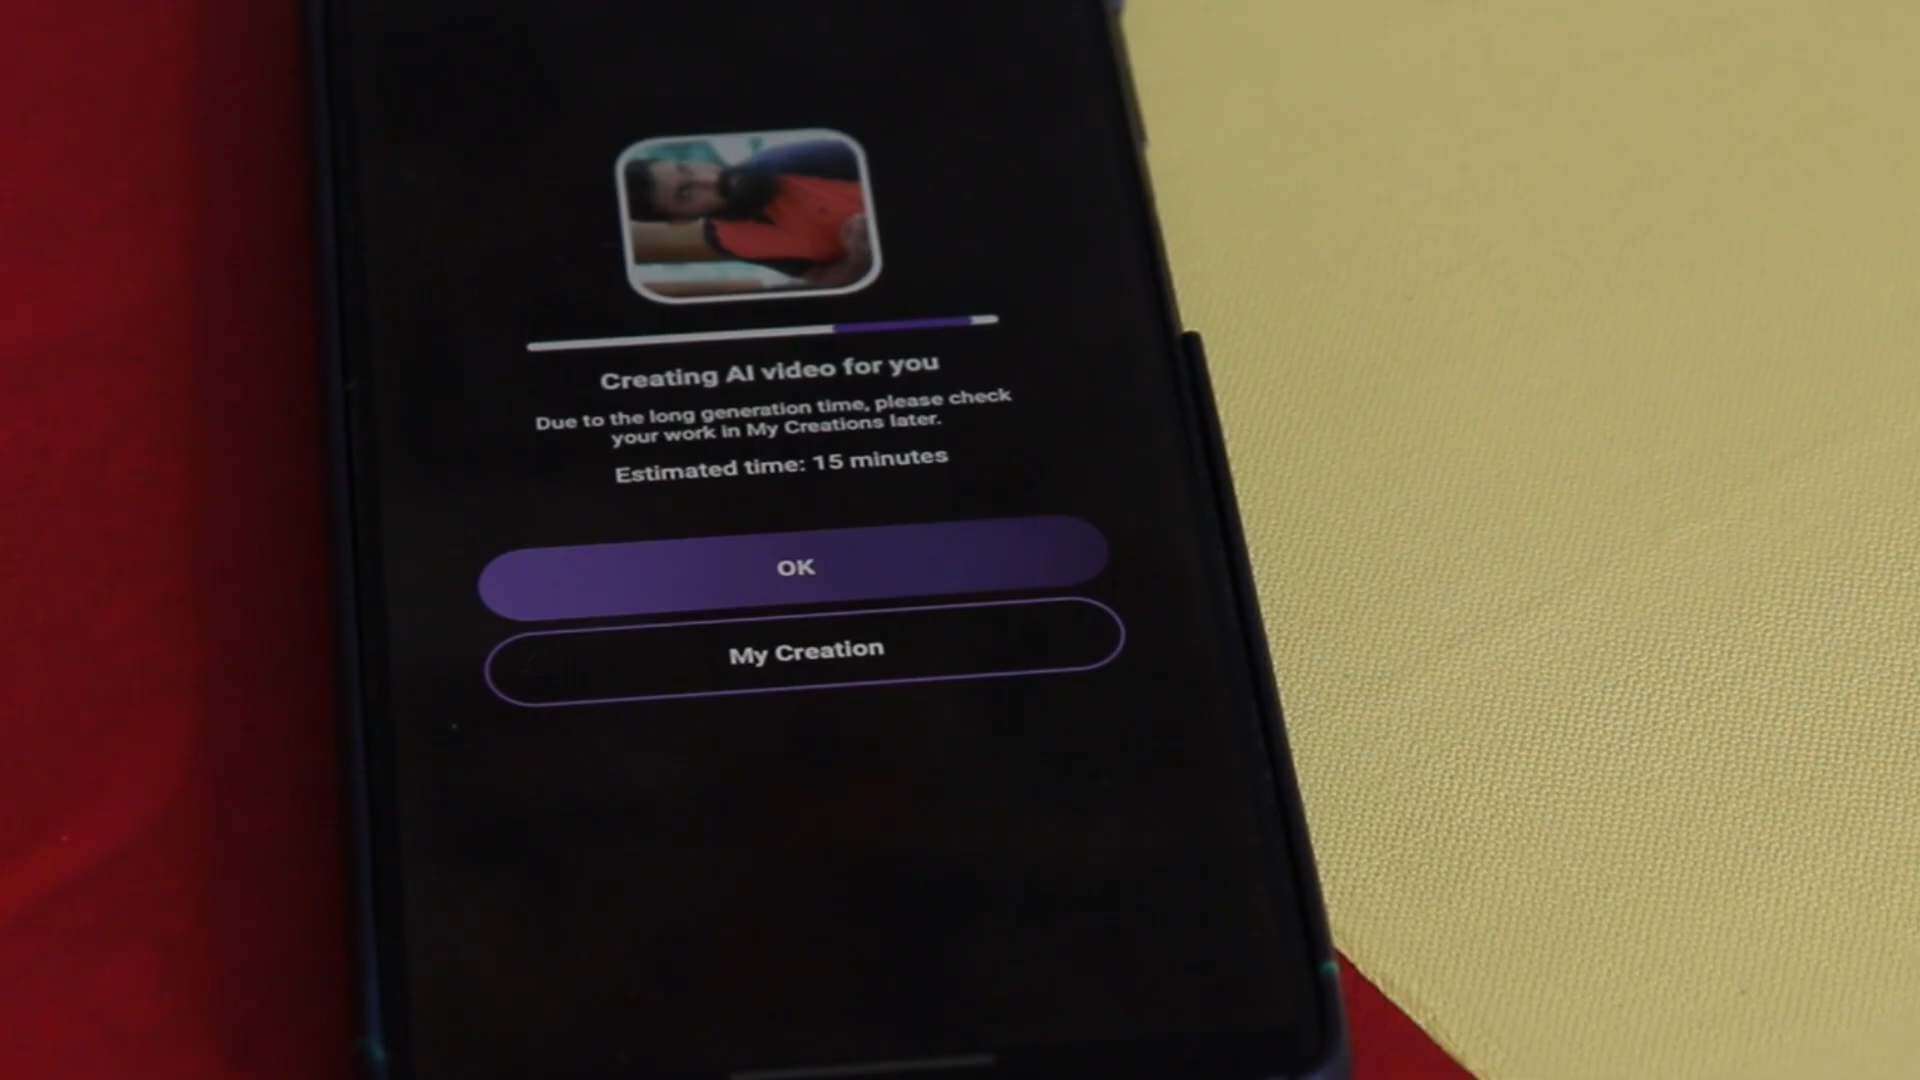 Creating AI video for you
Due to the long generation time, please check
your work in My Creations later.
Estimated time: 15 minutes
OK
My Creation